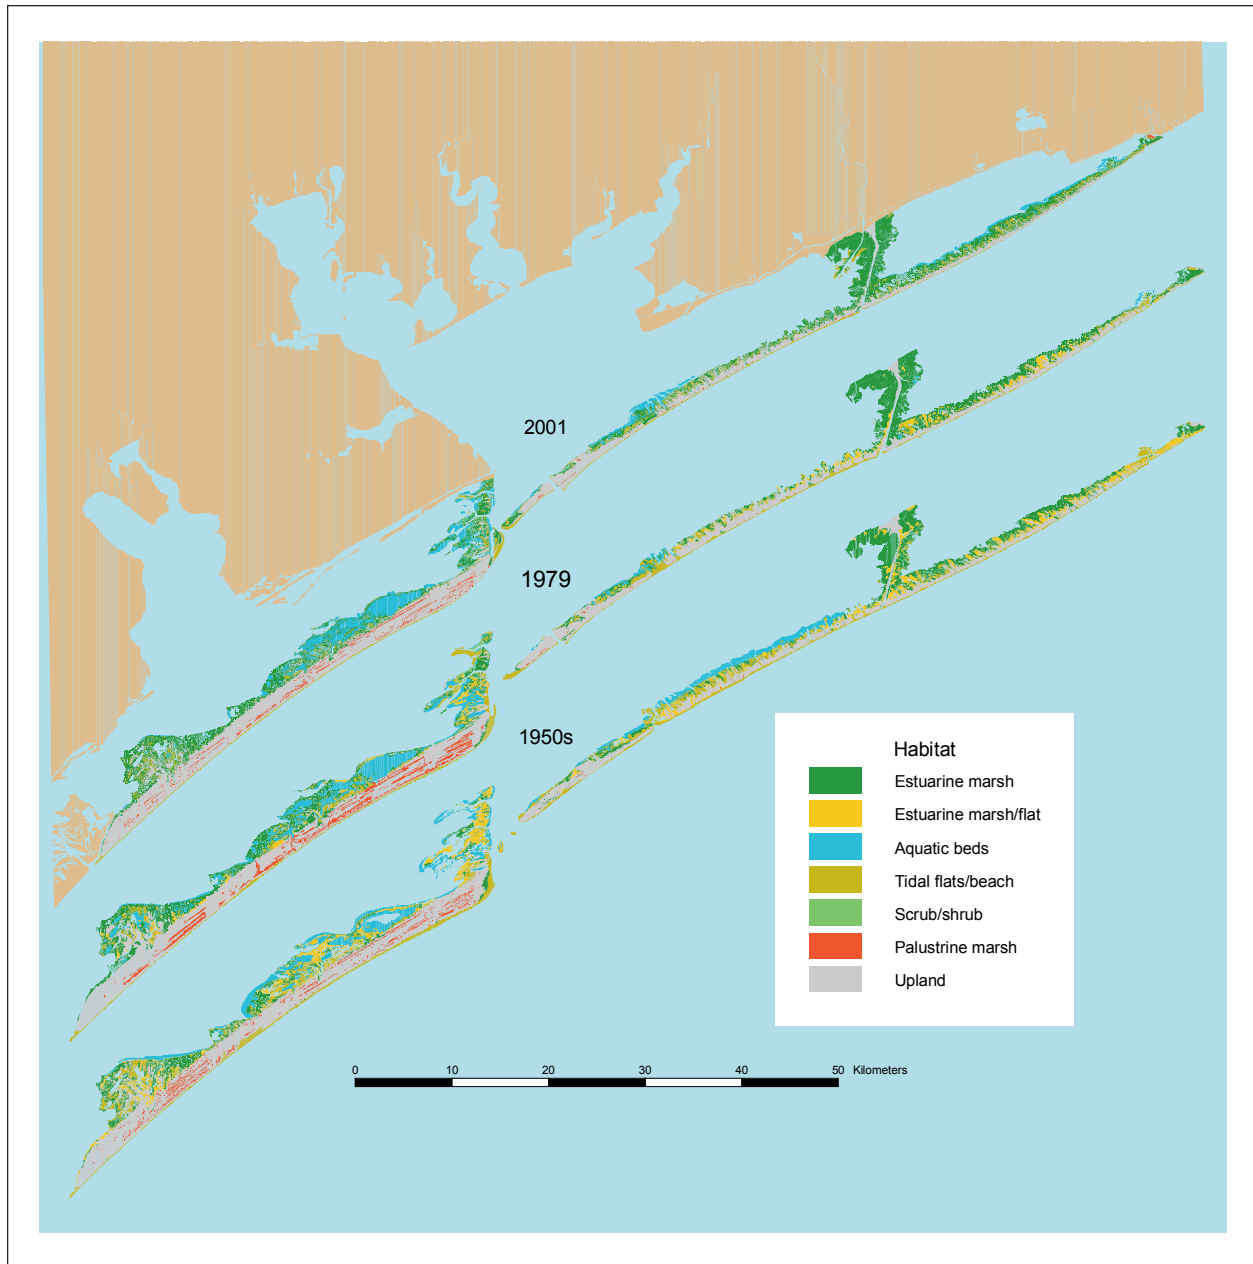 2001
1979
1950s
Habitat
Estuarine marsh
Estuarine marsh/flat
Aquatic beds
Tidal flats/beach
Scrub/shrub
Palustrine marsh
Upland
0 10 20 30 40 50 Kilometers